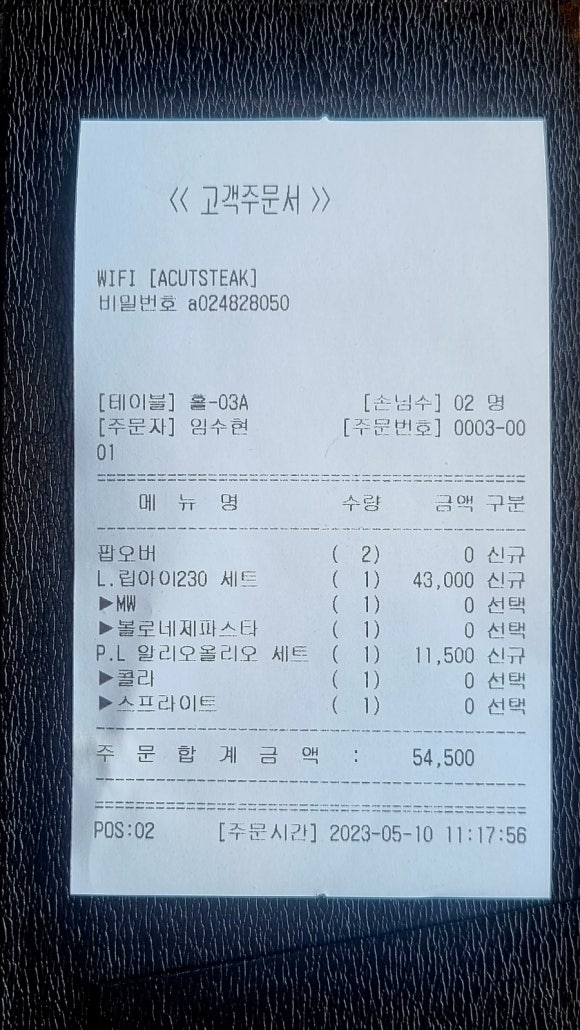 << 고객주문서 >>
WIFI [ACUTSTEAK]
비밀번호 a024828050
[테이블] 홀-03A [손님수] 02 명
[주문자] 임수현 [주문번호] 0003-00
01
메 뉴 명 수량 금액 구분
팝오버 ( 2) 0 신규
L.립아이230 세트 ( 1) 43,000 신규
▶MW ( 1) 0 선택
▶볼로네제파스타 ( 1) 0 선택
P.L 알리오올리오 세트 ( 1) 11,500 신규
▶콜라 ( 1) 0 선택
▶스프라이트 ( 1) 0 선택
주 문 합 계 금 액 : 54,500
POS:02 [주문시간] 2023-05-10 11:17:56